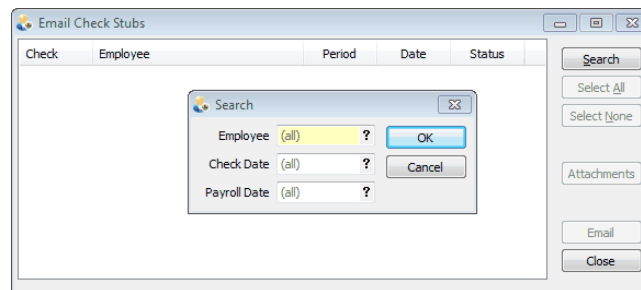 Email Check Stubs
Check Employee Period Date Status
Search
Select All
Select None
Attachments
Email
Close
Search
Employee (all) ? OK
Check Date (all) ? Cancel
Payroll Date (all) ?